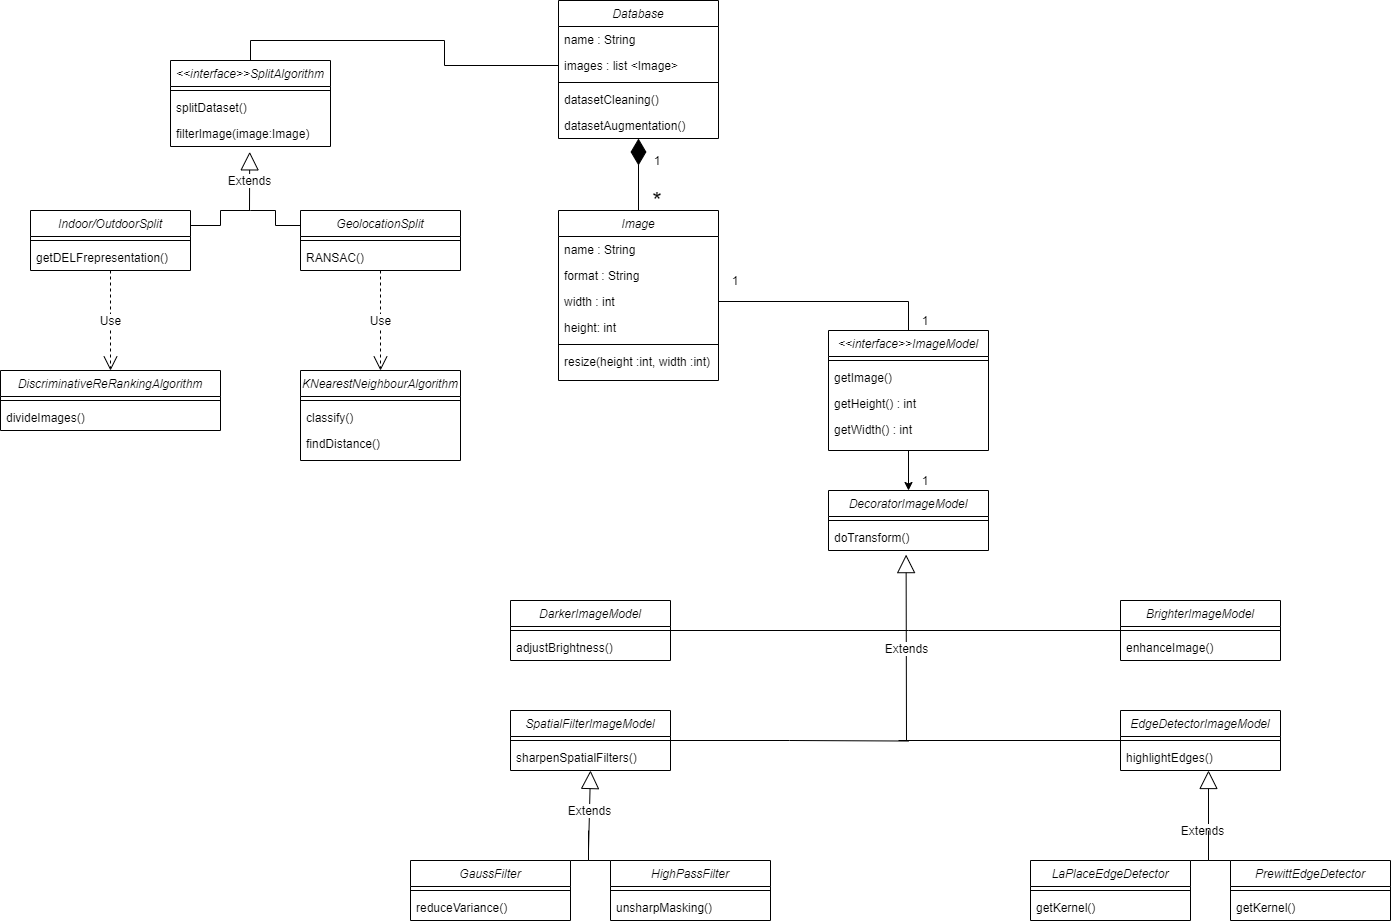 Database
name : String
images : list <Image>
datasetCleaning()
datasetAugmentation()
<<interface>>SplitAlgorithm
splitDataset()
filterImage(image:Image)
1
*
Extends
Indoor/OutdoorSplit
getDELFrepresentation()
GeolocationSplit
RANSAC()
Use
Use
DiscriminativeReRankingAlgorithm
divideImages()
KNearestNeighbourAlgorithm
classify()
findDistance()
Image
name : String
format : String
width : int
height: int
resize(height :int, width :int)
1
1
<<interface>>ImageModel
getImage()
getHeight() : int
getWidth() : int
1
DecoratorImageModel
doTransform()
DarkerImageModel
adjustBrightness()
BrighterImageModel
enhanceImage()
Extends
SpatialFilterImageModel
sharpenSpatialFilters()
EdgeDetectorImageModel
highlightEdges()
Extends
Extends
GaussFilter
reduceVariance()
HighPassFilter
unsharpMasking()
LaPlaceEdgeDetector
getKernel()
PrewittEdgeDetector
getKernel()